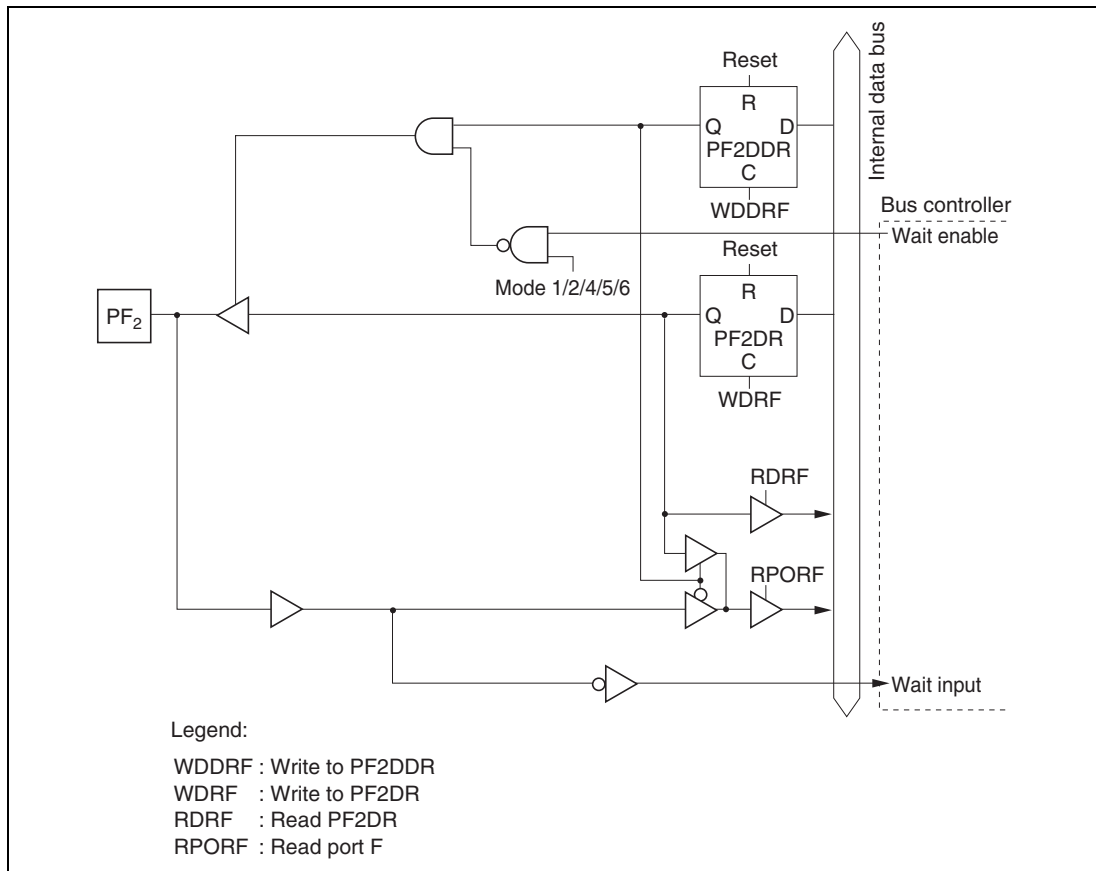 Reset
R
Q D
PF2DDR
C
WDDRF
Internal data bus
Bus controller
Wait enable
Reset
Mode 1/2/4/5/6
R
Q D
PF2DR
C
WDRF
PF₂
RDRF
RPORF
Wait input
Legend:
WDDRF : Write to PF2DDR
WDRF : Write to PF2DR
RDRF : Read PF2DR
RPORF : Read port F